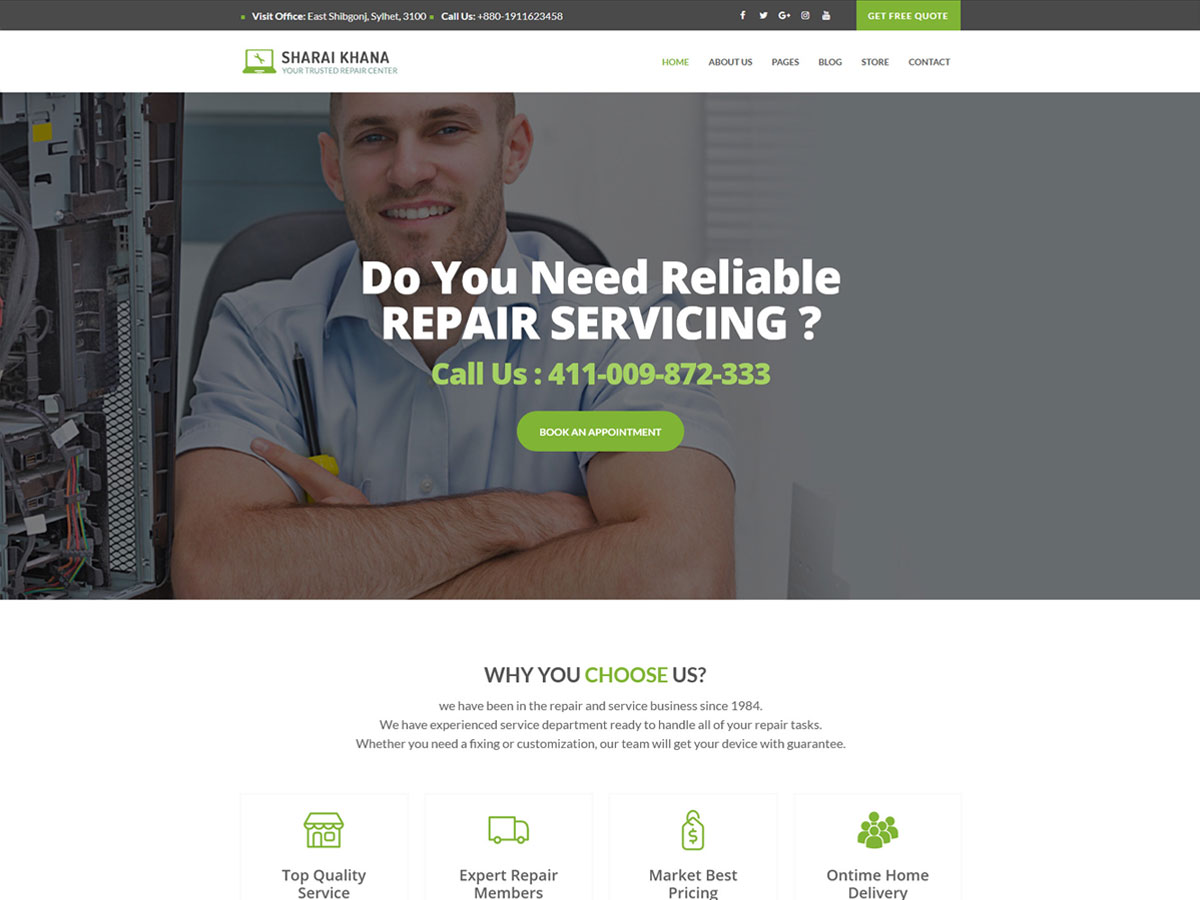 Visit Office: East Shibgonj, Sylhet, 3100 Call Us: +880-1911623458
GET FREE QUOTE
SHARAI KHANA
YOUR TRUSTED REPAIR CENTER
HOME ABOUT US PAGES BLOG STORE CONTACT
Do You Need Reliable
REPAIR SERVICING ?
Call Us : 411-009-872-333
BOOK AN APPOINTMENT
WHY YOU CHOOSE US?
we have been in the repair and service business since 1984.
We have experienced service department ready to handle all of your repair tasks.
Whether you need a fixing or customization, our team will get your device with guarantee.
Top Quality
Service
Expert Repair
Members
Market Best
Pricing
Ontime Home
Delivery